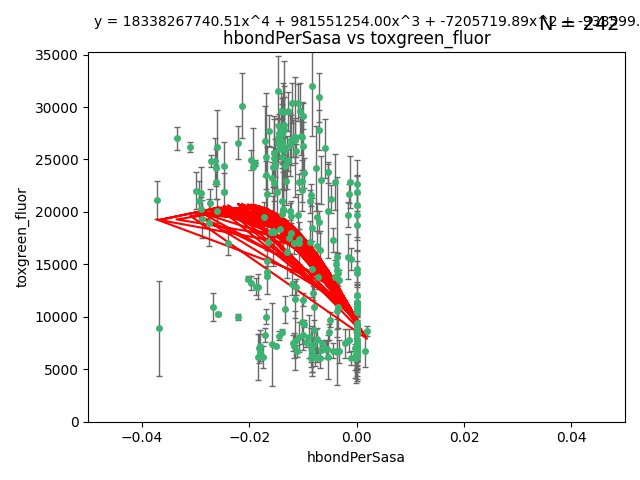 y = 18338267740.51x^4 + 981551254.00x^3 + -7205719.89x^2 +
N = 242
hbondPerSasa vs toxgreen_fluor
35000
30000
25000
20000
15000
10000
5000
0
toxgreen_fluor
−0.04
−0.02
0.00
0.02
0.04
hbondPerSasa